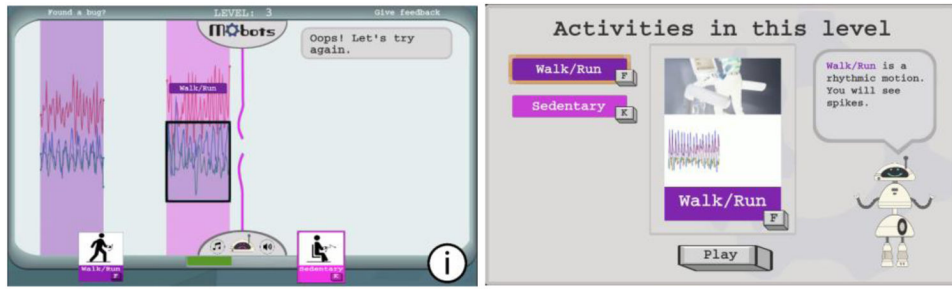 Found a bug?
LEVEL: 3
Give feedback
MObots
Oops! Let's try
again.
Walk/Run
Walk/Run
F
Sedentary
K
i
Activities in this level
Walk/Run
F
Sedentary
K
Walk/Run
F
Walk/Run is a
rhythmic motion.
You will see
spikes.
Play